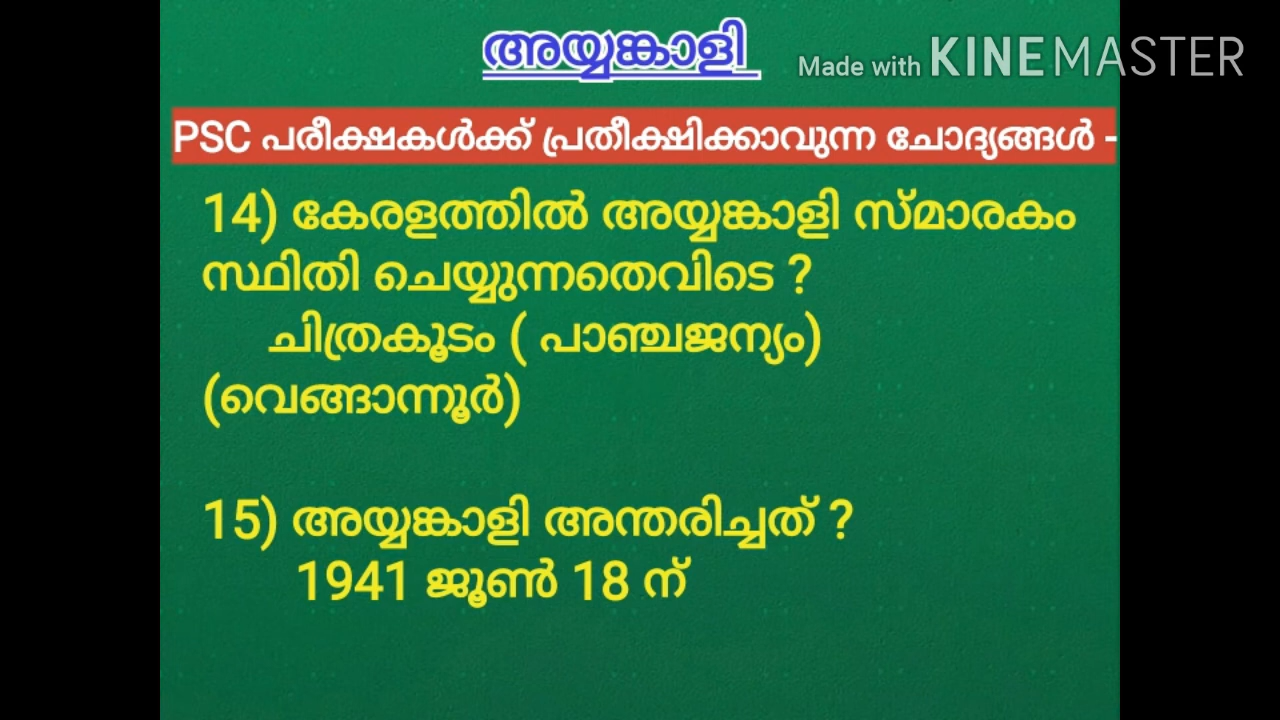 അയ്യങ്കാളി
Made with KINEMASTER
PSC പരീക്ഷകൾക്ക് പ്രതീക്ഷിക്കാവുന്ന ചോദ്യങ്ങൾ -
14) കേരളത്തിൽ അയ്യങ്കാളി സ്മാരകം
സ്ഥിതി ചെയ്യുന്നതെവിടെ ?
ചിത്രകൂടം ( പാഞ്ചജന്യം)
(വെങ്ങാന്നൂർ)
15) അയ്യങ്കാളി അന്തരിച്ചത് ?
1941 ജൂൺ 18 ന്